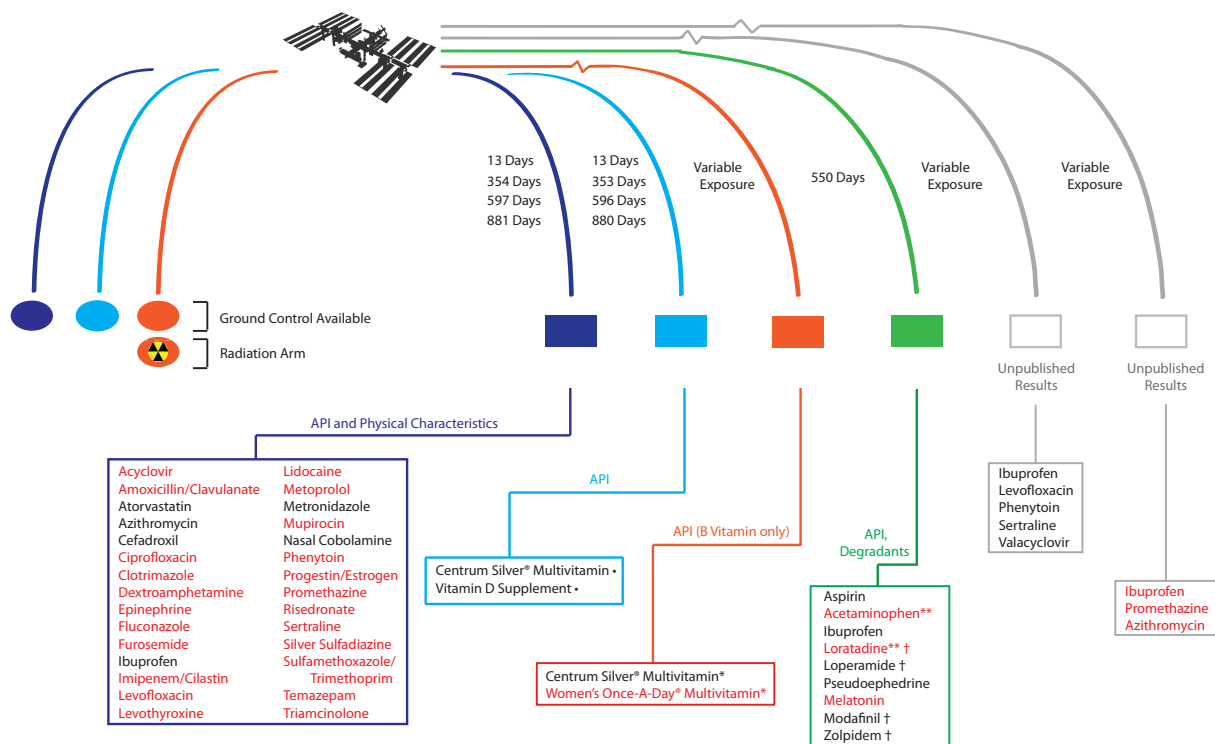 13 Days
354 Days
597 Days
881 Days
13 Days
353 Days
596 Days
880 Days
Variable
Exposure
550 Days
Variable
Exposure
Variable
Exposure
Ground Control Available
Radiation Arm
Unpublished
Results
Unpublished
Results
API and Physical Characteristics
Acyclovir
Amoxicillin/Clavulanate
Atorvastatin
Azithromycin
Cefadroxil
Ciprofloxacin
Clotrimazole
Dextroamphetamine
Epinephrine
Fluconazole
Furosemide
Ibuprofen
Imipenem/Cilastin
Levofloxacin
Levothyroxine
Lidocaine
Metoprolol
Metronidazole
Mupirocin
Nasal Cobolamine
Phenytoin
Progestin/Estrogen
Promethazine
Risedronate
Sertraline
Silver Sulfadiazine
Sulfamethoxazole/
Trimethoprim
Temazepam
Triamcinolone
API
Centrum Silver® Multivitamin •
Vitamin D Supplement •
API (B Vitamin only)
Centrum Silver® Multivitamin*
Women's Once-A-Day® Multivitamin*
API,
Degradants
Aspirin
Acetaminophen**
Ibuprofen
Loratadine** †
Loperamide †
Pseudoephedrine
Melatonin
Modafinil †
Zolpidem †
Ibuprofen
Levofloxacin
Phenytoin
Sertraline
Valacyclovir
Ibuprofen
Promethazine
Azithromycin